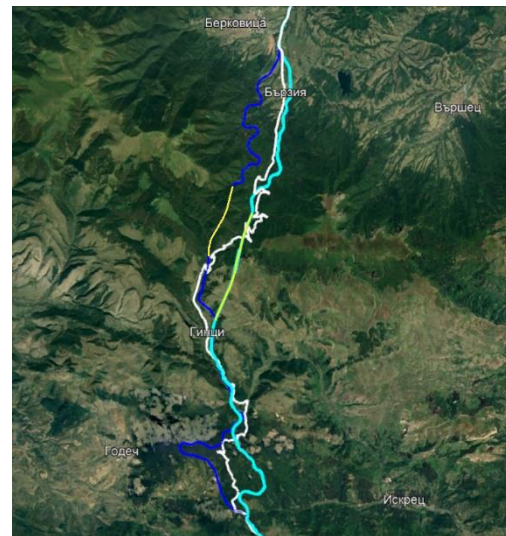 Берковица
Бързия
Вършец
Гинци
Годеч
Искрец